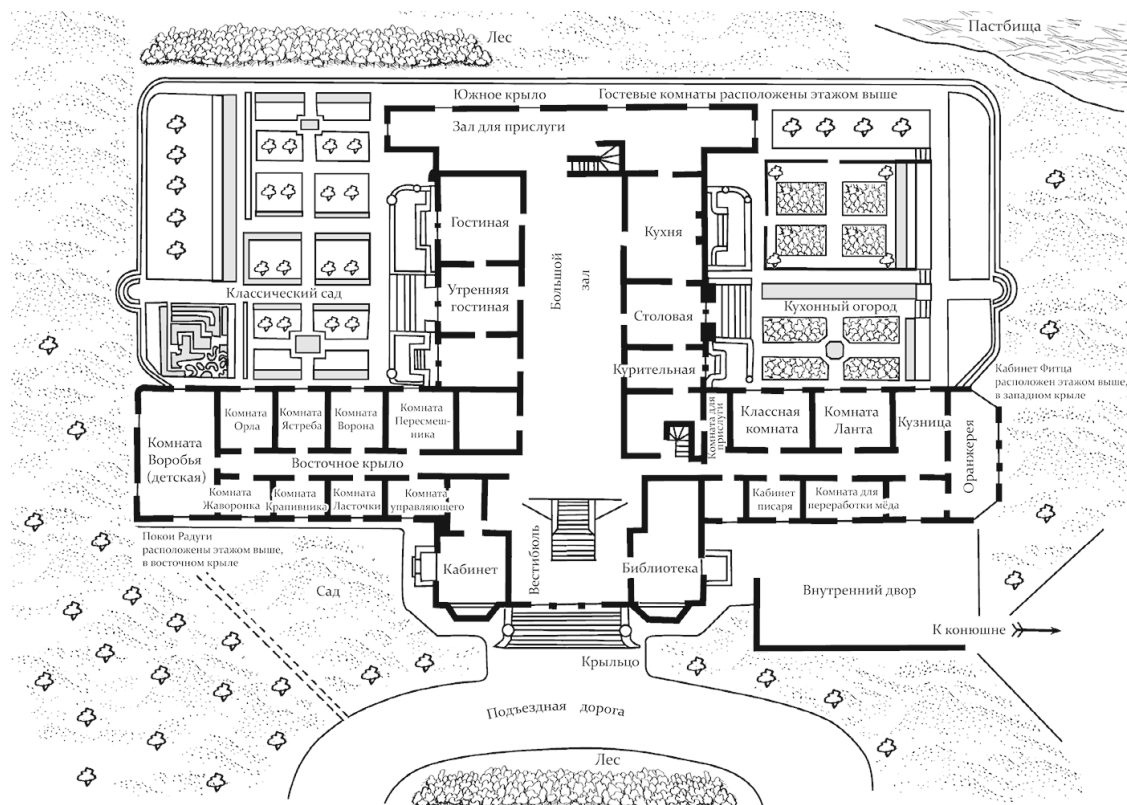 Лес
Пастбища
Южное крыло
Гостевые комнаты расположены этажом выше
Зал для прислуги
Гостиная
Кухня
Большой
зал
Классический сад
Утренняя
гостиная
Столовая
Кухонный огород
Курительная
Кабинет Фитца
расположен этажом выше,
в западном крыле
Комната
Орла
Комната
Ястреба
Комната
Ворона
Комната
Пересмеш-
ника
Комната для
прислуги
Классная
комната
Комната
Ланта
Кузница
Оранжерея
Комната
Воробья
(детская)
Восточное крыло
Комната
Жаворонка
Комната
Крапивника
Комната
Ласточки
Комната
управляющего
Кабинет
писаря
Комната для
переработки мёда
Покои Радуги
расположены этажом выше,
в восточном крыле
Сад
Кабинет
Вестибюль
Библиотека
Внутренний двор
К конюшне
Крыльцо
Подъездная дорога
Лес